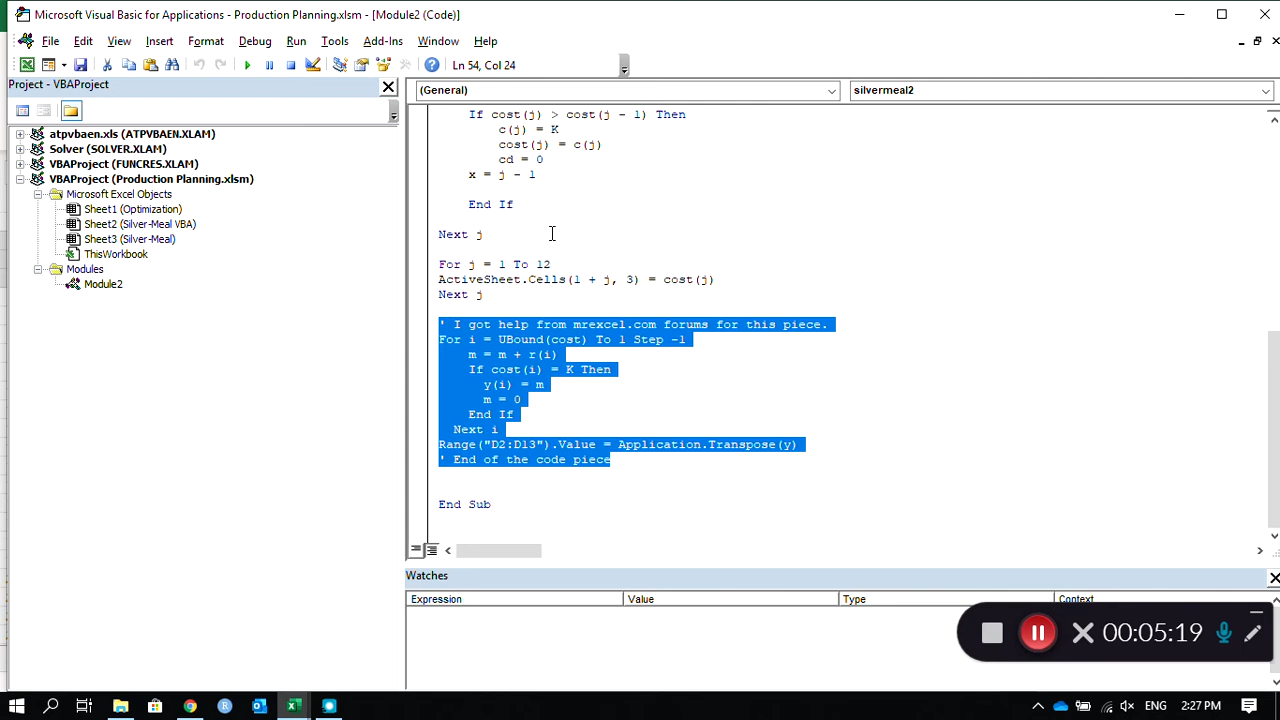 Microsoft Visual Basic for Applications - Production Planning.xlsm - [Module2 (Code)]
File Edit View Insert Format Debug Run Tools Add-Ins Window Help
Ln 54, Col 24
Project - VBAProject
(General)
silvermeal2
atpvbaen.xls (ATPVBAEN.XLAM)
Solver (SOLVER.XLAM)
VBAProject (FUNCRES.XLAM)
VBAProject (Production Planning.xlsm)
Microsoft Excel Objects
Sheet1 (Optimization)
Sheet2 (Silver-Meal VBA)
Sheet3 (Silver-Meal)
ThisWorkbook
Modules
Module2
If cost(j) > cost(j - 1) Then
c(j) = K
cost(j) = c(j)
cd = 0
x = j - 1
End If
Next j
For j = 1 To 12
ActiveSheet.Cells(1 + j, 3) = cost(j)
Next j
' I got help from mrexcel.com forums for this piece.
For i = UBound(cost) To 1 Step -1
m = m + r(i)
If cost(i) = K Then
y(i) = m
m = 0
End If
Next i
Range("D2:D13").Value = Application.Transpose(y)
' End of the code piece
End Sub
Watches
Expression Value Type Context
00:05:19
ENG 2:27 PM